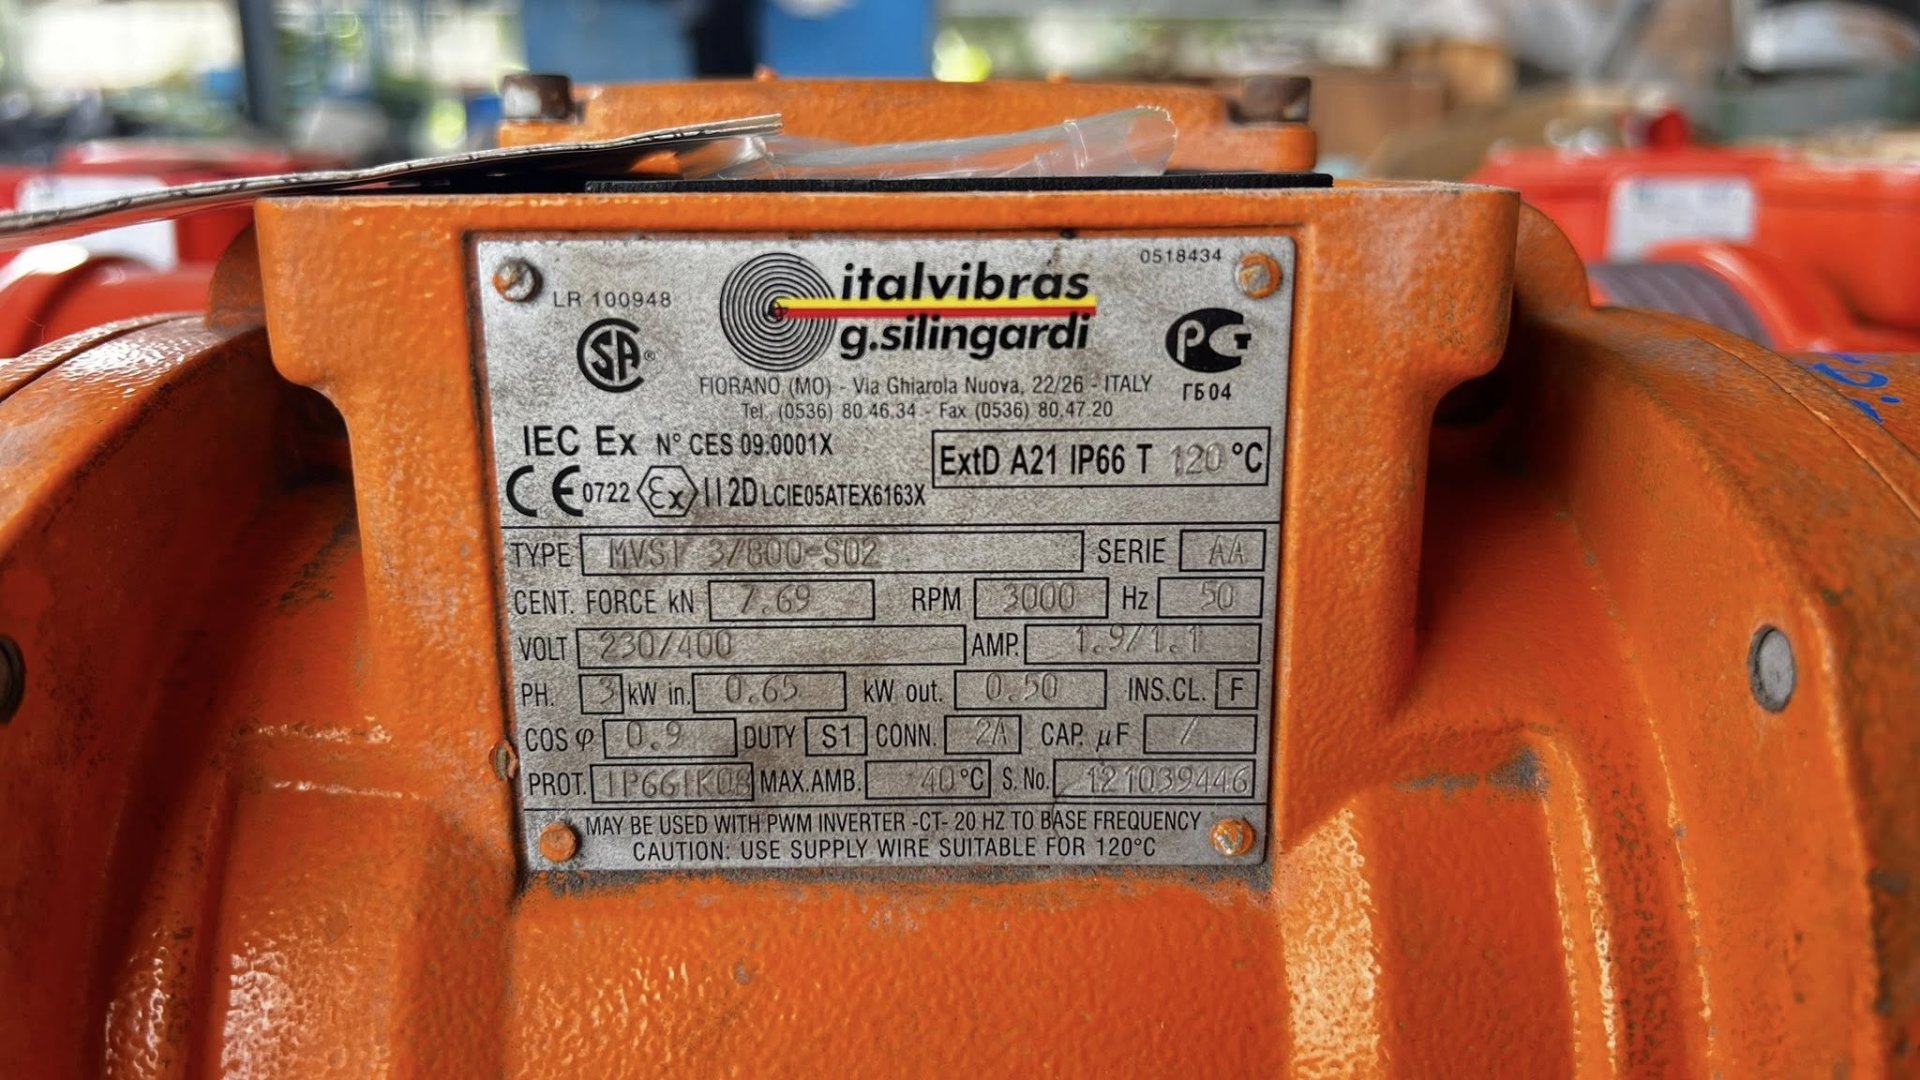 0518434
LR 100948
italvibras
g.silingardi
SA ®
PCT
ГБ04
FIORANO (MO) - Via Ghiarola Nuova, 22/26 - ITALY
Tel. (0536) 80.46.34 - Fax (0536) 80.47.20
IEC Ex N° CES 09.0001X
ExtD A21 IP66 T 120 °C
CE 0722 Ex II 2D LCIE05ATEX6163X
TYPE MVSI 3/800-S02 SERIE AA
CENT. FORCE kN 7.69 RPM 3000 Hz 50
VOLT 230/400 AMP. 1.9/1.1
PH. 3 kW in. 0.65 kW out. 0.50 INS.CL. F
COS φ 0.9 DUTY S1 CONN. 2A CAP. µF /
PROT. IP66IK08 MAX.AMB. 40°C S. No. 121039446
MAY BE USED WITH PWM INVERTER -CT- 20 HZ TO BASE FREQUENCY
CAUTION: USE SUPPLY WIRE SUITABLE FOR 120°C